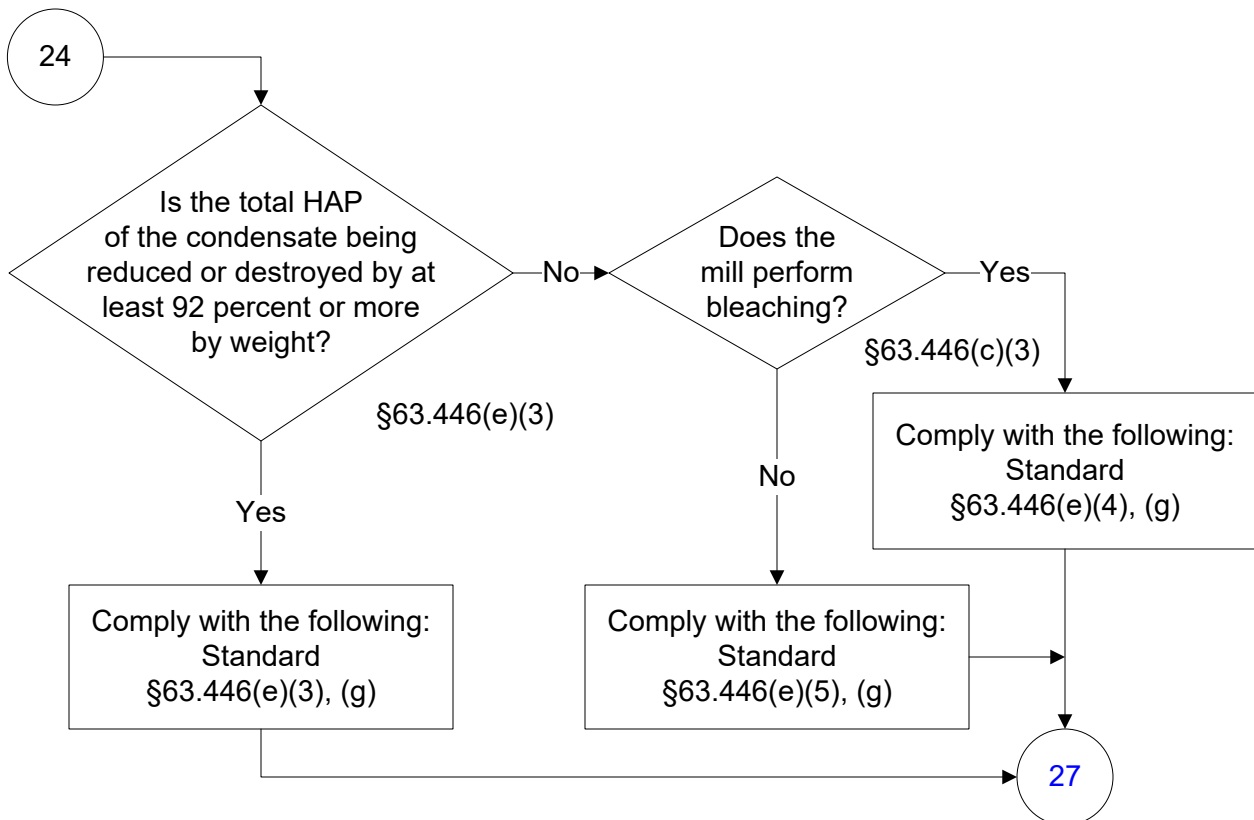 24
Is the total HAP
of the condensate being
reduced or destroyed by at
least 92 percent or more
by weight?
No
Does the
mill perform
bleaching?
Yes
§63.446(c)(3)
§63.446(e)(3)
Comply with the following:
Standard
§63.446(e)(4), (g)
No
Yes
Comply with the following:
Standard
§63.446(e)(3), (g)
Comply with the following:
Standard
§63.446(e)(5), (g)
27